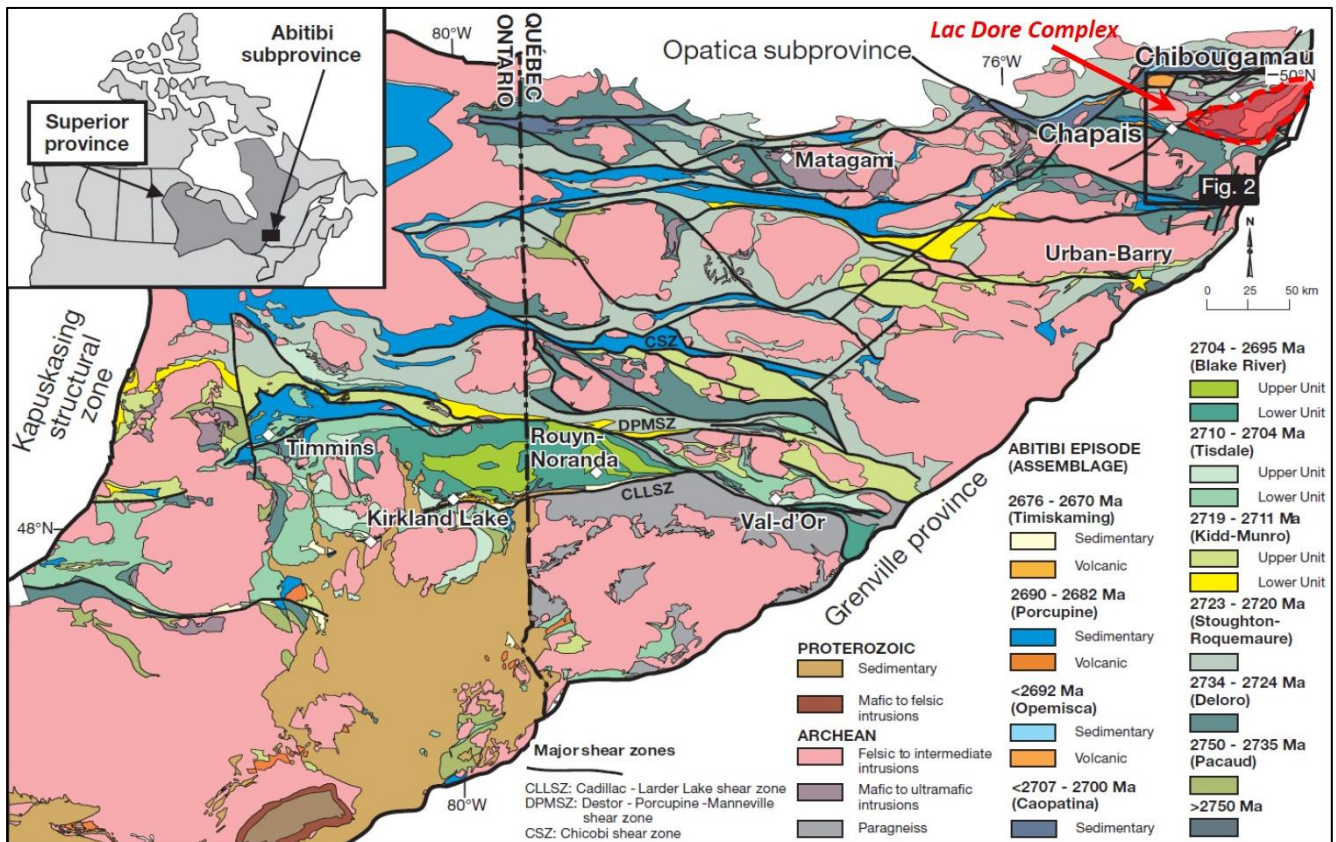 Abitibi
subprovince
Superior
province
80°W
ONTARIO
QUÉBEC
Opatica subprovince
Lac Dore Complex
76°W
Chibougamau
50°N
Chapais
Matagami
Fig. 2
Urban-Barry
N
0 25 50 km
Kapuskasing
structural
zone
CSZ
DPMSZ
Timmins
Rouyn-
Noranda
CLLSZ
Kirkland Lake
Val-d'Or
48°N
Grenville province
80°W
Major shear zones
CLLSZ: Cadillac - Larder Lake shear zone
DPMSZ: Destor - Porcupine -Manneville
shear zone
CSZ: Chicobi shear zone
PROTEROZOIC
Sedimentary
Mafic to felsic
intrusions
ARCHEAN
Felsic to intermediate
intrusions
Mafic to ultramafic
intrusions
Paragneiss
ABITIBI EPISODE
(ASSEMBLAGE)
2676 - 2670 Ma
(Timiskaming)
Sedimentary
Volcanic
2690 - 2682 Ma
(Porcupine)
Sedimentary
Volcanic
<2692 Ma
(Opemisca)
Sedimentary
Volcanic
<2707 - 2700 Ma
(Caopatina)
Sedimentary
2704 - 2695 Ma
(Blake River)
Upper Unit
Lower Unit
2710 - 2704 Ma
(Tisdale)
Upper Unit
Lower Unit
2719 - 2711 Ma
(Kidd-Munro)
Upper Unit
Lower Unit
2723 - 2720 Ma
(Stoughton-
Roquemaure)
2734 - 2724 Ma
(Deloro)
2750 - 2735 Ma
(Pacaud)
>2750 Ma